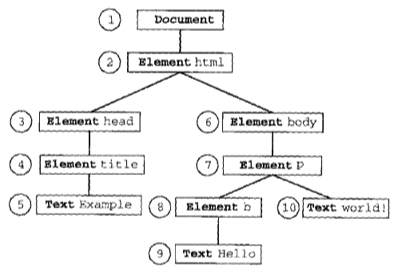 1 Document
2 Element html
3 Element head
6 Element body
4 Element title
7 Element p
5 Text Example
8 Element b
10 Text world!
9 Text Hello